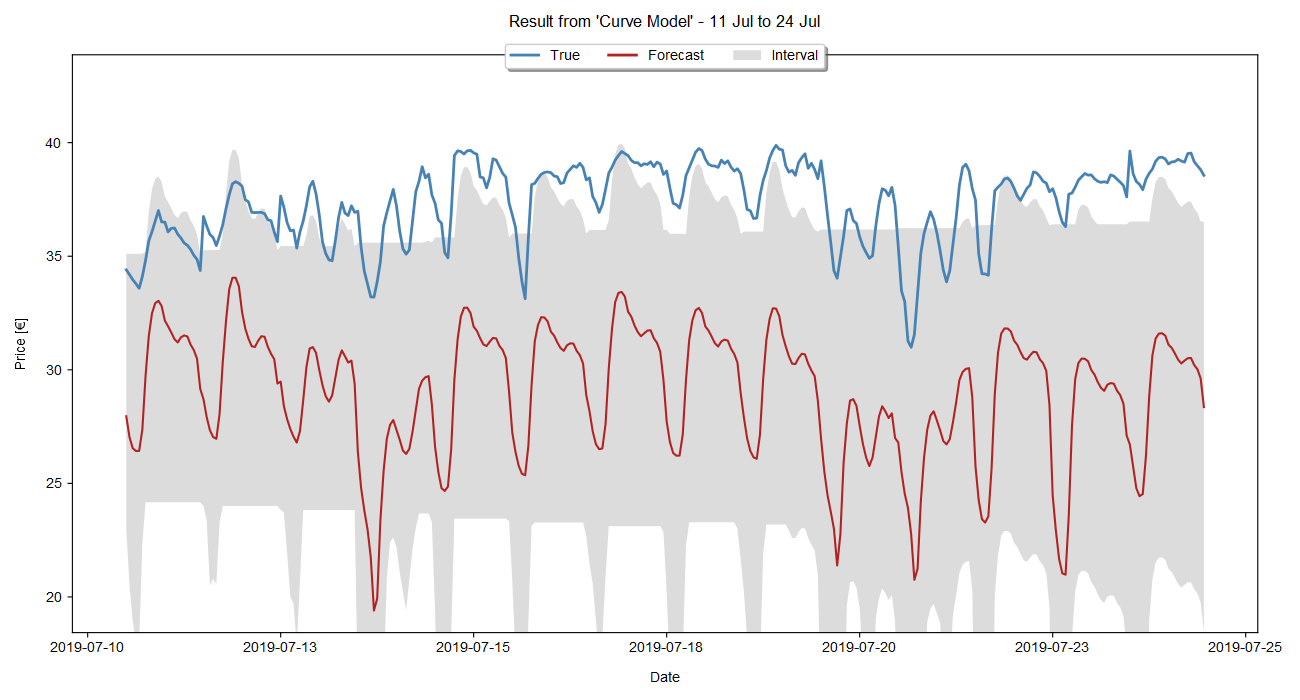 Result from 'Curve Model' - 11 Jul to 24 Jul
True Forecast Interval
40
35
30
25
20
Price [€]
2019-07-10 2019-07-13 2019-07-15 2019-07-18 2019-07-20 2019-07-23 2019-07-25
Date